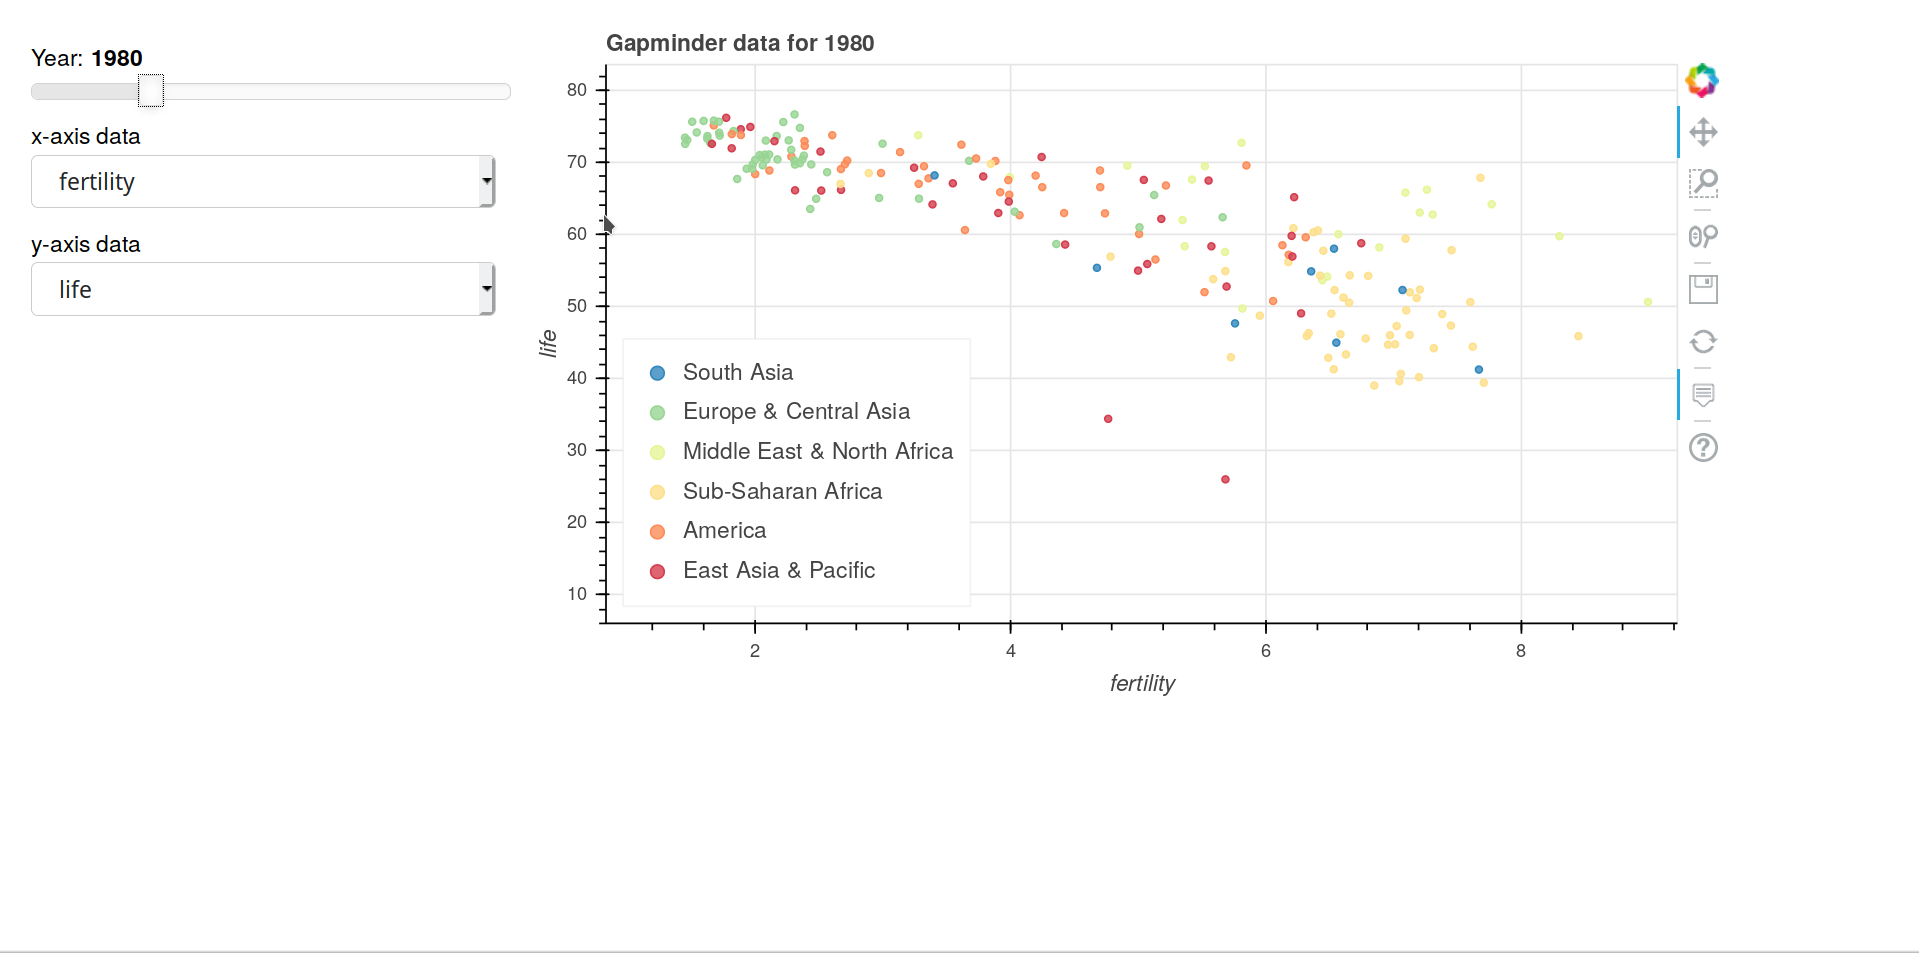 Year: 1980
x-axis data
fertility
y-axis data
life
Gapminder data for 1980
80
70
60
50
40
30
20
10
life
South Asia
Europe & Central Asia
Middle East & North Africa
Sub-Saharan Africa
America
East Asia & Pacific
2 4 6 8
fertility